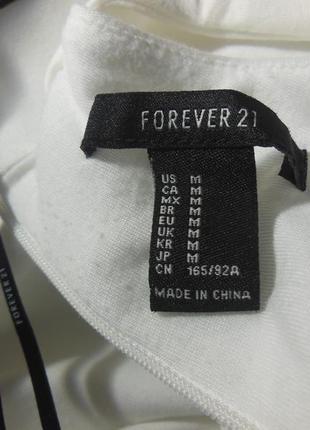 FOREVER 21
US M
CA M
MX M
BR M
EU M
UK M
KR M
JP M
CN 165/92A
MADE IN CHINA
FOREVER 21